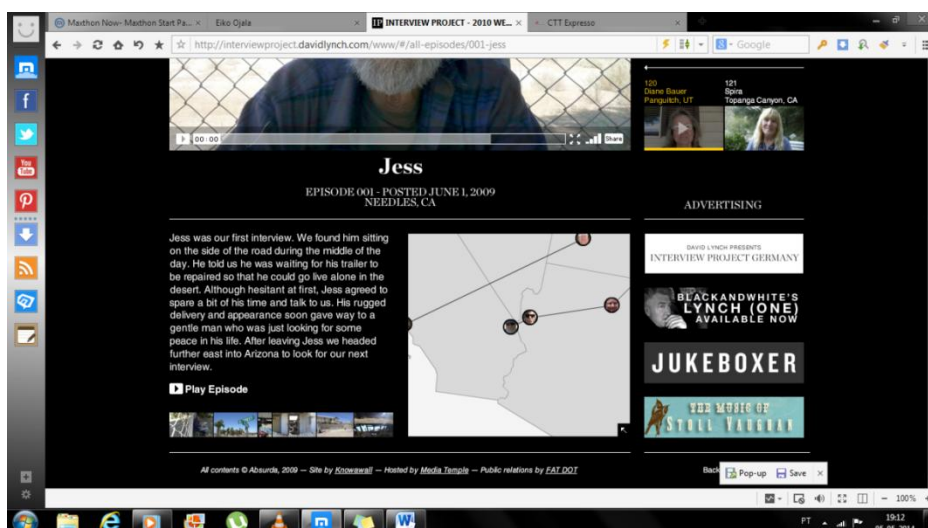 Maxthon Now- Maxthon Start Pa...
Eiko Ojala
IP INTERVIEW PROJECT - 2010 WE...
CTT Expresso
http://interviewproject.davidlynch.com/www/#/all-episodes/001-jess
Google
00:00
Share
120
Diane Bauer
Panguitch, UT
121
Spira
Topanga Canyon, CA
You
Tube
Jess
EPISODE 001 - POSTED JUNE 1, 2009
NEEDLES, CA
Jess was our first interview. We found him sitting
on the side of the road during the middle of the
day. He told us he was waiting for his trailer to
be repaired so that he could go live alone in the
desert. Although hesitant at first, Jess agreed to
spare a bit of his time and talk to us. His rugged
delivery and appearance soon gave way to a
gentle man who was just looking for some
peace in his life. After leaving Jess we headed
further east into Arizona to look for our next
interview.
Play Episode
ADVERTISING
DAVID LYNCH PRESENTS
INTERVIEW PROJECT GERMANY
BLACKANDWHITE'S
LYNCH (ONE)
AVAILABLE NOW
JUKEBOXER
THE MUSIC OF
STOLL VAUGHAN
All contents © Absurda, 2009 — Site by Knowawall — Hosted by Media Temple — Public relations by FAT DOT
Back
Pop-up
Save
100%
PT
19:12
06-05-2014